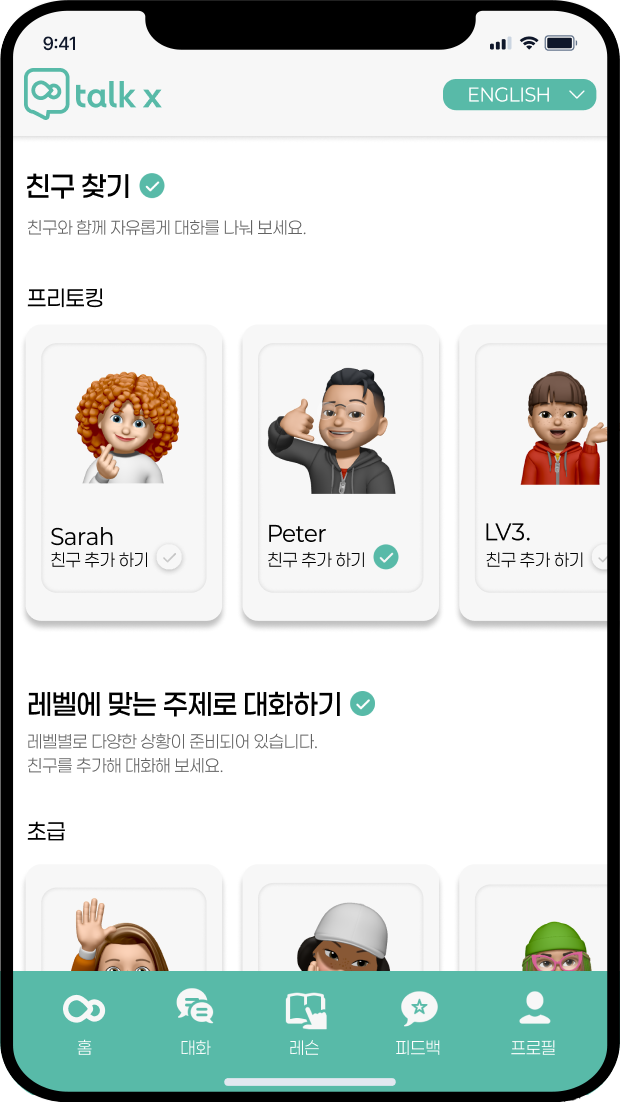 9:41
talk x
ENGLISH
친구 찾기
친구와 함께 자유롭게 대화를 나눠 보세요.
프리토킹
Sarah
친구 추가 하기
Peter
친구 추가 하기
LV3.
친구 추가 하기
레벨에 맞는 주제로 대화하기
레벨별로 다양한 상황이 준비되어 있습니다.
친구를 추가해 대화해 보세요.
초급
홈
대화
레슨
피드백
프로필